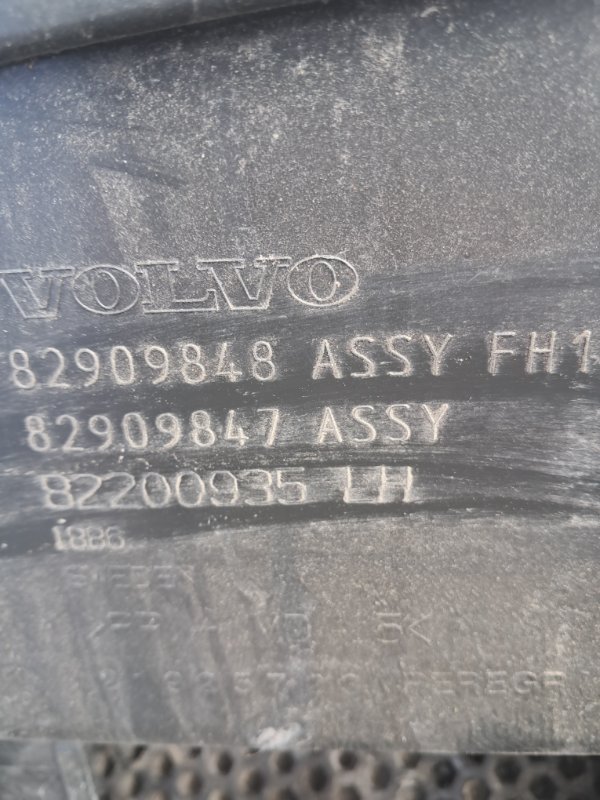 VOLVO
82909848 ASSY FH1
82909847 ASSY
82200935 LH
1886
SWEDEN